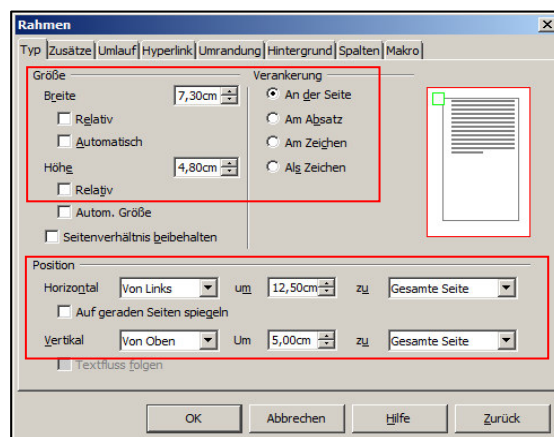 Rahmen
Typ Zusätze Umlauf Hyperlink Umrandung Hintergrund Spalten Makro
Größe
Breite 7,30cm
Relativ
Automatisch
Höhe 4,80cm
Relativ
Autom. Größe
Seitenverhältnis beibehalten
Verankerung
An der Seite
Am Absatz
Am Zeichen
Als Zeichen
Position
Horizontal Von Links um 12,50cm zu Gesamte Seite
Auf geraden Seiten spiegeln
Vertikal Von Oben Um 5,00cm zu Gesamte Seite
Textfluss folgen
OK Abbrechen Hilfe Zurück